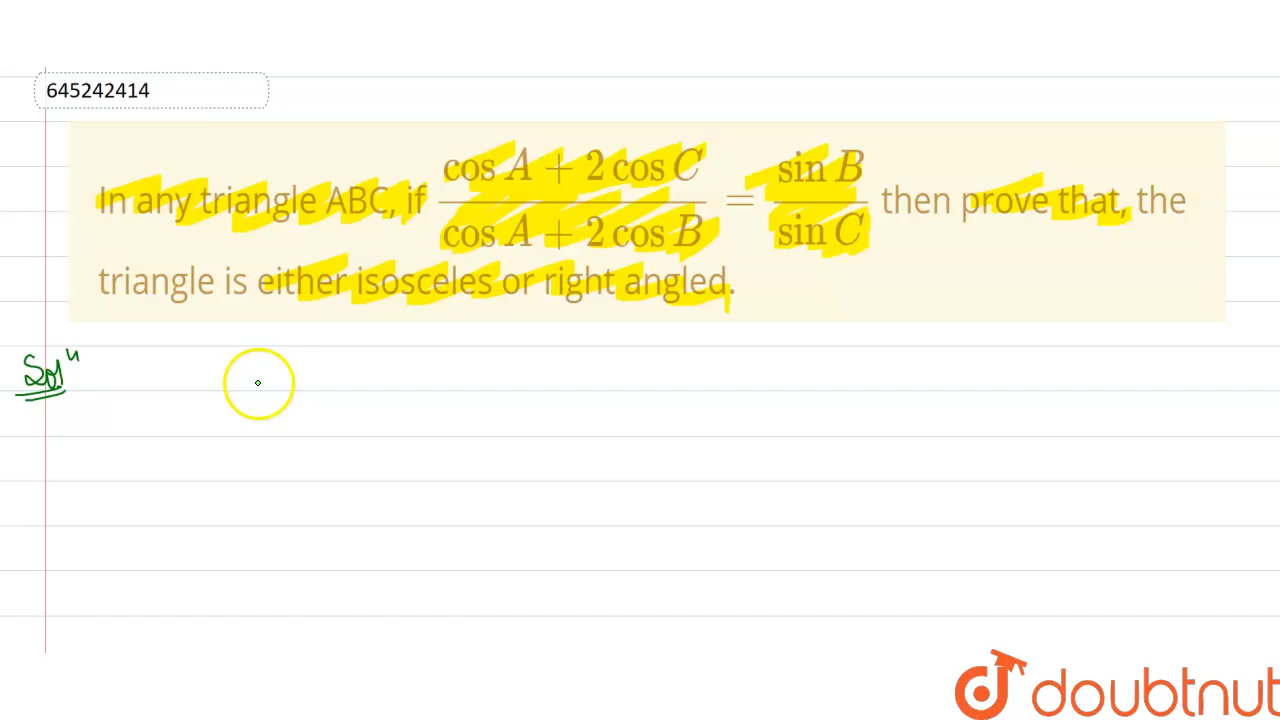 645242414
In any triangle ABC, if \frac{\cos A + 2 \cos C}{\cos A + 2 \cos B} = \frac{\sin B}{\sin C} then prove that, the
triangle is either isosceles or right angled.
Solⁿ
doubtnut